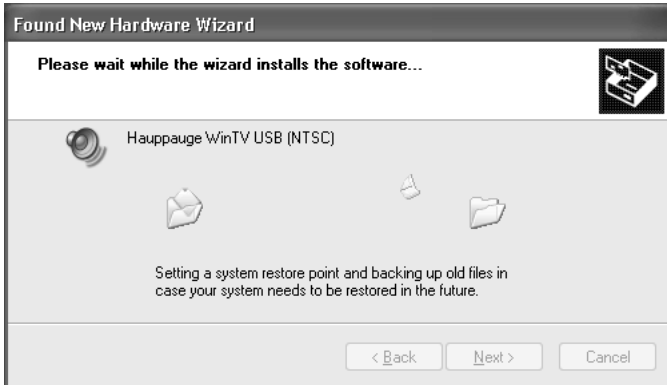 Found New Hardware Wizard
Please wait while the wizard installs the software...
Hauppauge WinTV USB (NTSC)
Setting a system restore point and backing up old files in
case your system needs to be restored in the future.
< Back
Next >
Cancel